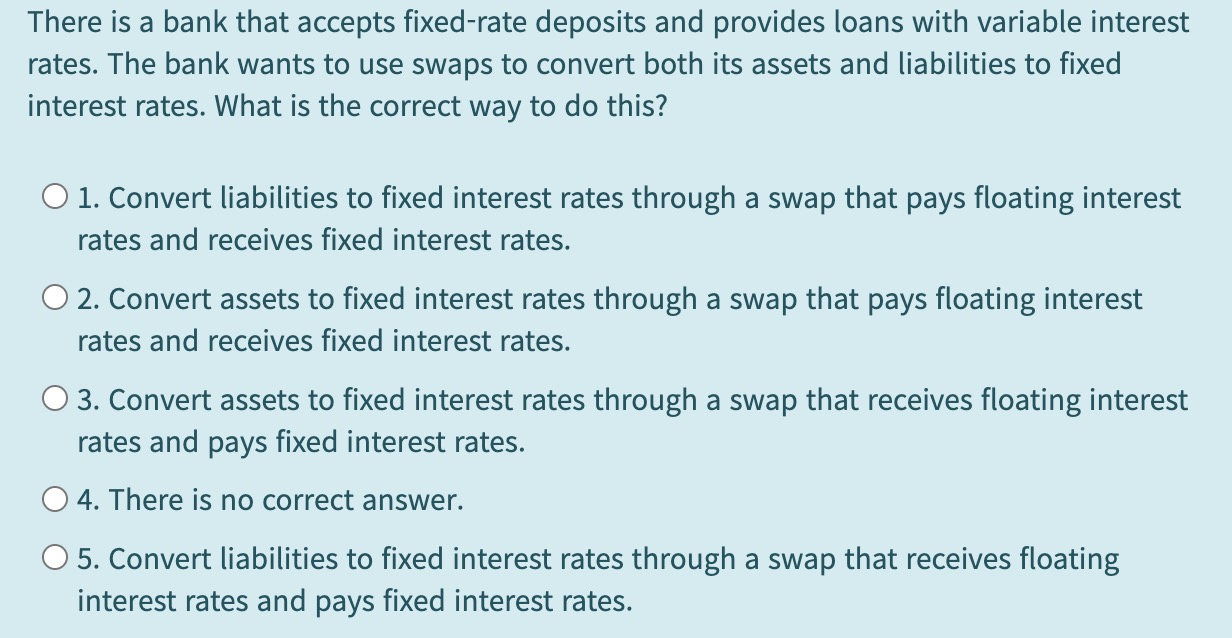 There is a bank that accepts fixed-rate deposits and provides loans with variable interest
rates. The bank wants to use swaps to convert both its assets and liabilities to fixed
interest rates. What is the correct way to do this?
1. Convert liabilities to fixed interest rates through a swap that pays floating interest
rates and receives fixed interest rates.
2. Convert assets to fixed interest rates through a swap that pays floating interest
rates and receives fixed interest rates.
3. Convert assets to fixed interest rates through a swap that receives floating interest
rates and pays fixed interest rates.
4. There is no correct answer.
5. Convert liabilities to fixed interest rates through a swap that receives floating
interest rates and pays fixed interest rates.